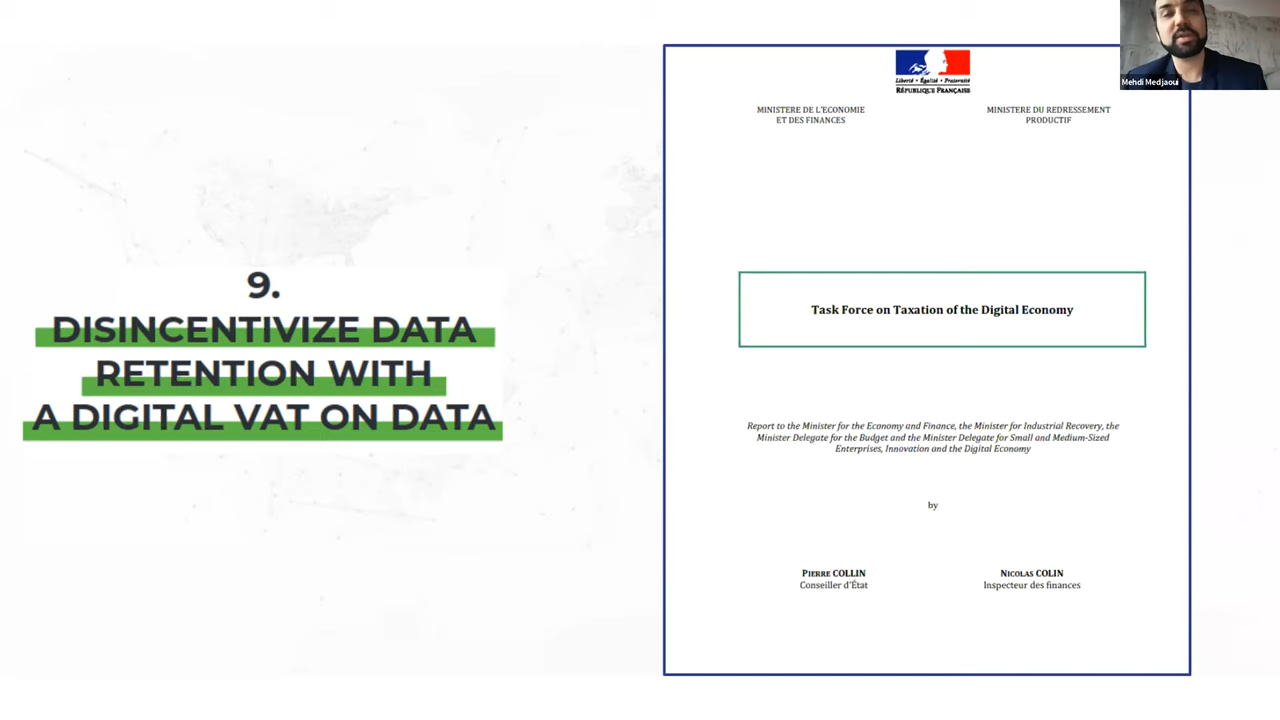 9.
DISINCENTIVIZE DATA
RETENTION WITH
A DIGITAL VAT ON DATA
Liberté • Égalité • Fraternité
RÉPUBLIQUE FRANÇAISE
MINISTERE DE L'ECONOMIE
ET DES FINANCES
MINISTERE DU REDRESSEMENT
PRODUCTIF
Task Force on Taxation of the Digital Economy
Report to the Minister for the Economy and Finance, the Minister for Industrial Recovery, the
Minister Delegate for the Budget and the Minister Delegate for Small and Medium-Sized
Enterprises, Innovation and the Digital Economy
by
PIERRE COLLIN
Conseiller d'État
NICOLAS COLIN
Inspecteur des finances
Mehdi Medjaoui